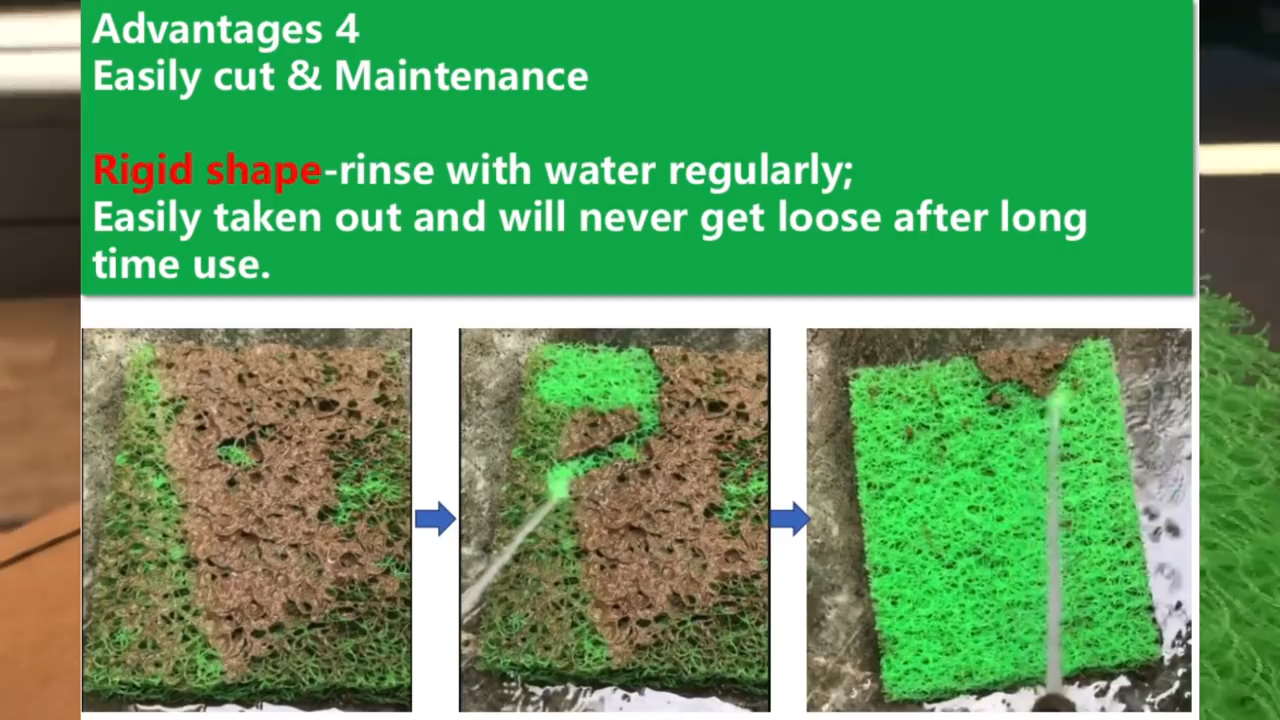 Advantages 4
Easily cut & Maintenance
Rigid shape-rinse with water regularly;
Easily taken out and will never get loose after long
time use.